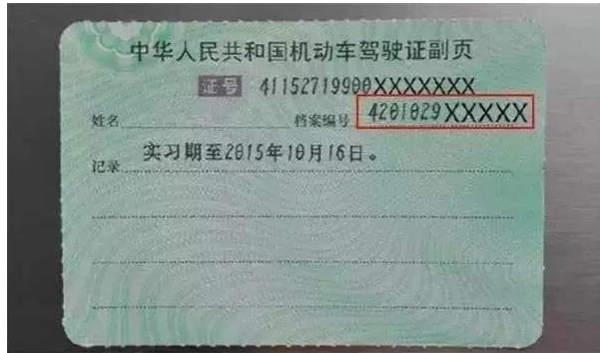 中华人民共和国机动车驾驶证副页
证号 41152719900XXXXXXX
姓名 档案编号 4201029XXXXX
记录 实习期至2015年10月16日。